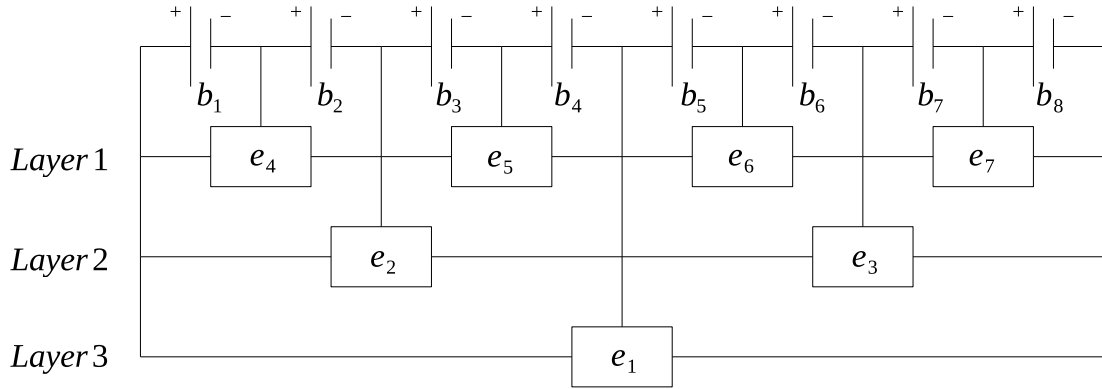 + − + − + − + − + − + − + − + −
b₁ b₂ b₃ b₄ b₅ b₆ b₇ b₈
Layer 1 e₄ e₅ e₆ e₇
Layer 2 e₂ e₃
Layer 3 e₁